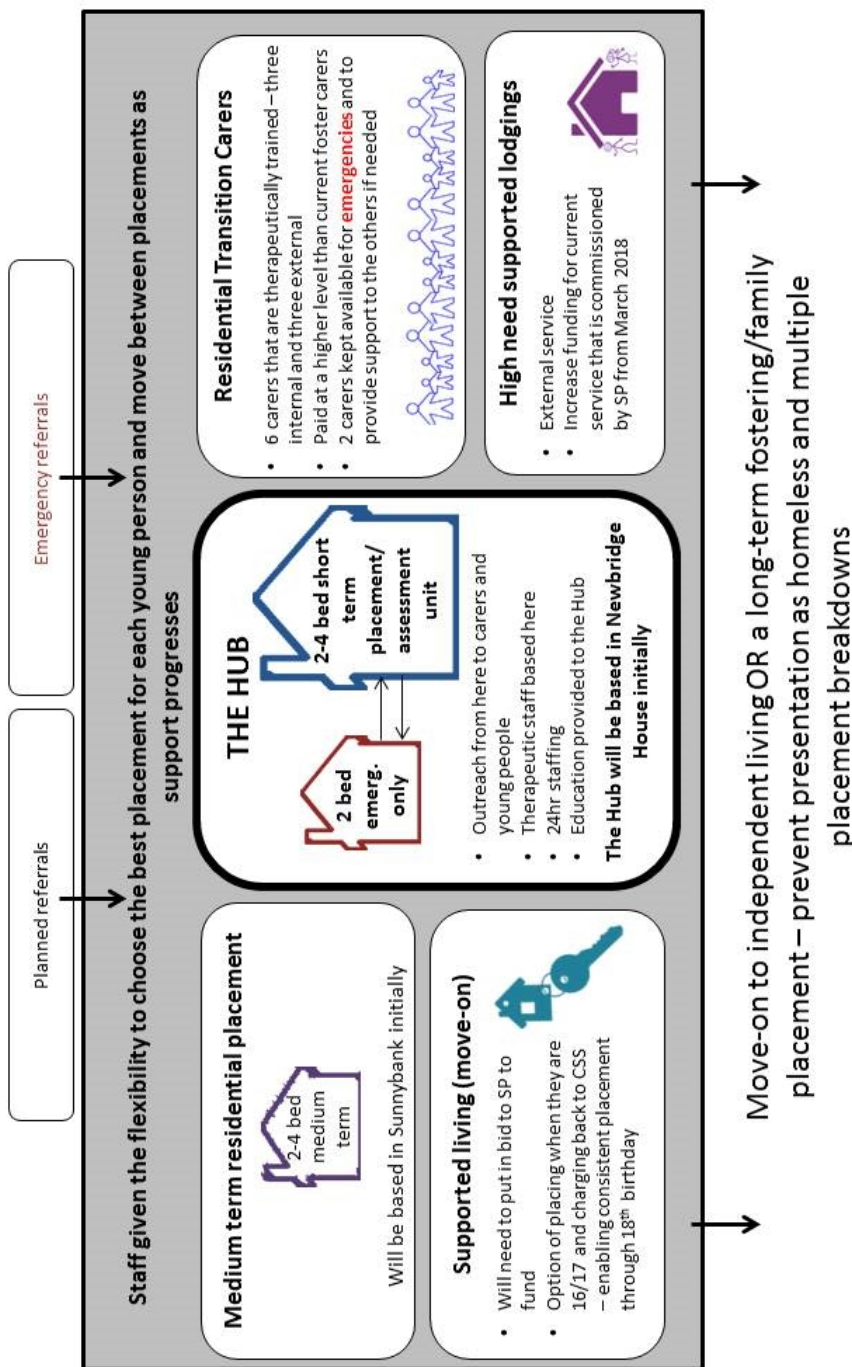 Planned referrals
Emergency referrals
Staff given the flexibility to choose the best placement for each young person and move between placements as
support progresses
Medium term residential placement
2-4 bed
medium
term
Will be based in Sunnybank initially
Supported living (move-on)
• Will need to put in bid to SP to
fund
• Option of placing when they are
16/17 and charging back to CSS
– enabling consistent placement
through 18th birthday
THE HUB
2 bed
emerg.
only
2-4 bed short
term
placement/
assessment
unit
• Outreach from here to carers and
young people
• Therapeutic staff based here
• 24hr staffing
• Education provided to the Hub
The Hub will be based in Newbridge
House initially
Residential Transition Carers
• 6 carers that are therapeutically trained – three
internal and three external
• Paid at a higher level than current foster carers
• 2 carers kept available for emergencies and to
provide support to the others if needed
High need supported lodgings
• External service
• Increase funding for current
service that is commissioned
by SP from March 2018
Move-on to independent living OR a long-term fostering/family
placement – prevent presentation as homeless and multiple
placement breakdowns